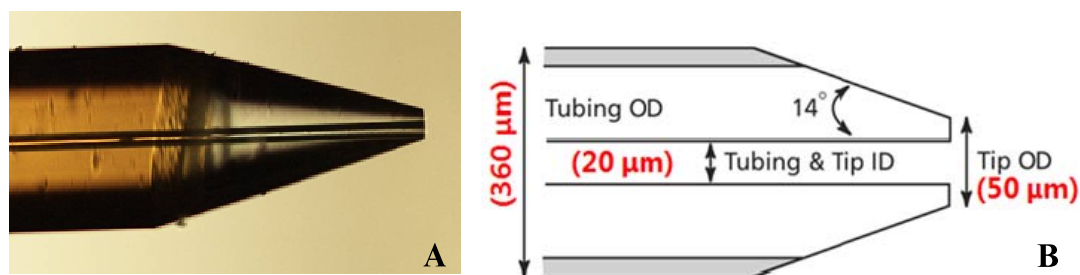 A
(360 µm)
Tubing OD
14°
(20 µm)
Tubing & Tip ID
Tip OD
(50 µm)
B